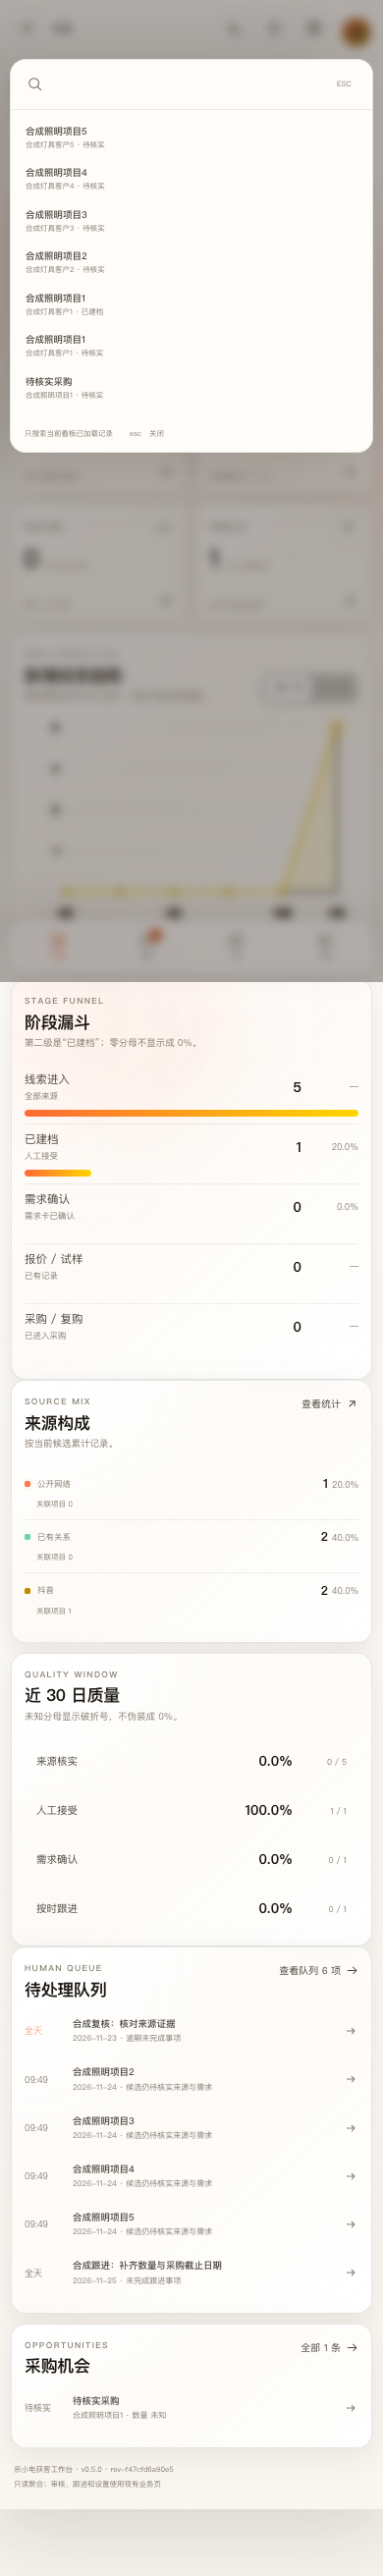 ESC
合成照明项目5
合成灯具客户5 · 待核实
合成照明项目4
合成灯具客户4 · 待核实
合成照明项目3
合成灯具客户3 · 待核实
合成照明项目2
合成灯具客户2 · 待核实
合成照明项目1
合成灯具客户1 · 已建档
合成照明项目1
合成灯具客户1 · 待核实
待核实采购
合成照明项目1 · 待核实
只搜索当前看板已加载记录 esc 关闭
0
1
STAGE FUNNEL
阶段漏斗
第二级是“已建档”；零分母不显示成 0%。
线索进入
全部来源
5 —
已建档
人工接受
1 20.0%
需求确认
需求卡已确认
0 0.0%
报价 / 试样
已有记录
0 —
采购 / 复购
已进入采购
0 —
SOURCE MIX
来源构成
按当前候选累计记录。
查看统计 ↗
公开网络 1 20.0%
关联项目 0
已有关系 2 40.0%
关联项目 0
抖音 2 40.0%
关联项目 1
QUALITY WINDOW
近 30 日质量
未知分母显示破折号，不伪装成 0%。
来源核实 0.0% 0 / 5
人工接受 100.0% 1 / 1
需求确认 0.0% 0 / 1
按时跟进 0.0% 0 / 1
HUMAN QUEUE
待处理队列
查看队列 6 项 →
全天 合成复核：核对来源证据 →
2026-11-23 · 逾期未完成事项
09:49 合成照明项目2 →
2026-11-24 · 候选仍待核实来源与需求
09:49 合成照明项目3 →
2026-11-24 · 候选仍待核实来源与需求
09:49 合成照明项目4 →
2026-11-24 · 候选仍待核实来源与需求
09:49 合成照明项目5 →
2026-11-24 · 候选仍待核实来源与需求
全天 合成跟进：补齐数量与采购截止日期 →
2026-11-25 · 未完成跟进事项
OPPORTUNITIES
采购机会
全部 1 条 →
待核实 待核实采购 →
合成照明项目1 · 数量 未知
京小电获客工作台 · v0.5.0 · rev-f47cfd6a90e5
只读聚合；审核、跟进和设置使用现有业务页